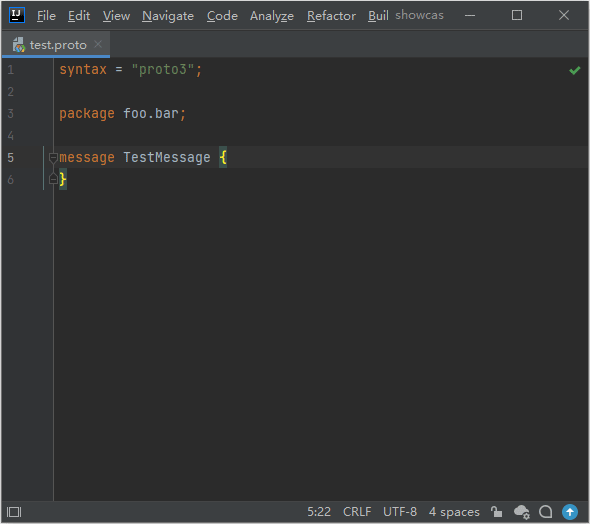 IJ File Edit View Navigate Code Analyze Refactor Buil showcas
test.proto
1 syntax = "proto3";
2
3 package foo.bar;
4
5 message TestMessage {
6 }
5:22 CRLF UTF-8 4 spaces